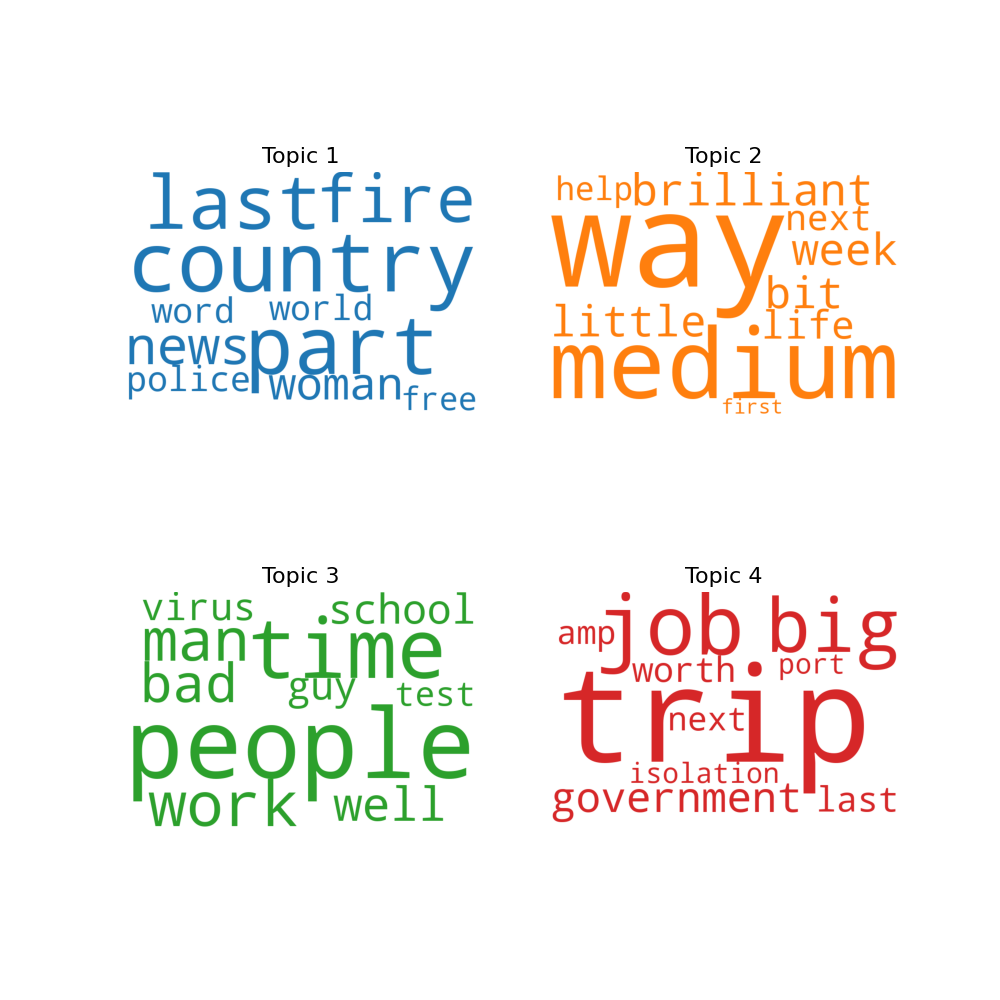 Topic 1
last fire
country
word world
news part
police woman free
Topic 2
help brilliant
way next
week
bit
little life
medium
first
Topic 3
virus school
man time
bad guy test
people
work well
Topic 4
amp job big
worth port
trip
next
isolation
government last